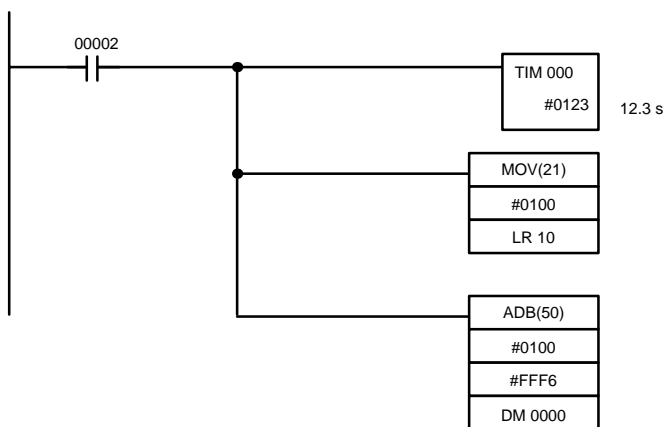 00002
TIM 000
#0123
12.3 s
MOV(21)
#0100
LR 10
ADB(50)
#0100
#FFF6
DM 0000